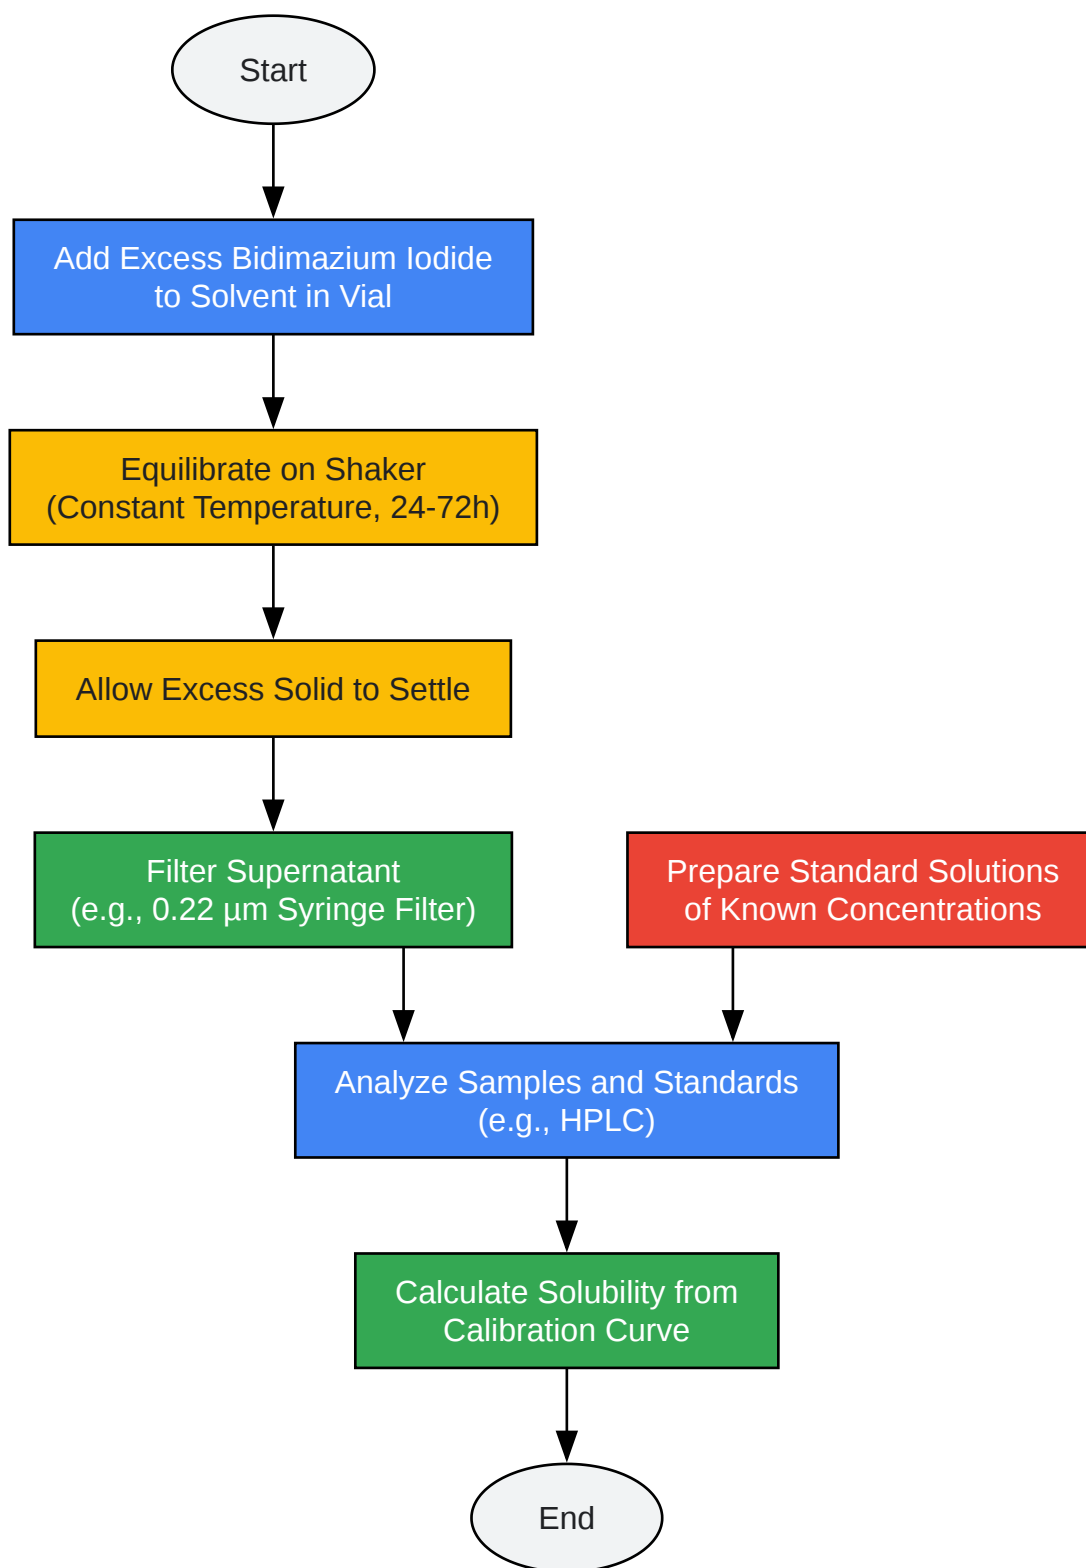 Start
Add Excess Bidimazium Iodide
to Solvent in Vial
Equilibrate on Shaker
(Constant Temperature, 24-72h)
Allow Excess Solid to Settle
Filter Supernatant
(e.g., 0.22 µm Syringe Filter)
Prepare Standard Solutions
of Known Concentrations
Analyze Samples and Standards
(e.g., HPLC)
Calculate Solubility from
Calibration Curve
End